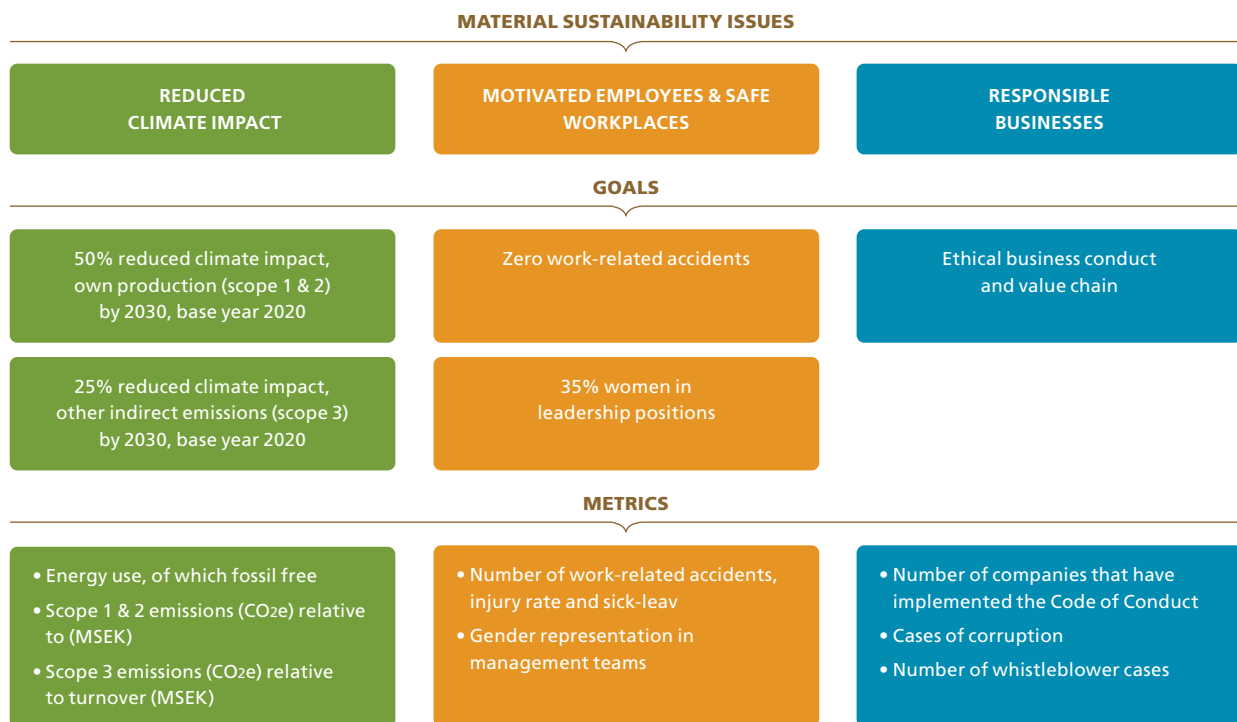 MATERIAL SUSTAINABILITY ISSUES
REDUCED
CLIMATE IMPACT
MOTIVATED EMPLOYEES & SAFE
WORKPLACES
RESPONSIBLE
BUSINESSES
GOALS
50% reduced climate impact,
own production (scope 1 & 2)
by 2030, base year 2020
Zero work-related accidents
Ethical business conduct
and value chain
25% reduced climate impact,
other indirect emissions (scope 3)
by 2030, base year 2020
35% women in
leadership positions
METRICS
• Energy use, of which fossil free
• Scope 1 & 2 emissions (CO2e) relative
to (MSEK)
• Scope 3 emissions (CO2e) relative
to turnover (MSEK)
• Number of work-related accidents,
injury rate and sick-leav
• Gender representation in
management teams
• Number of companies that have
implemented the Code of Conduct
• Cases of corruption
• Number of whistleblower cases